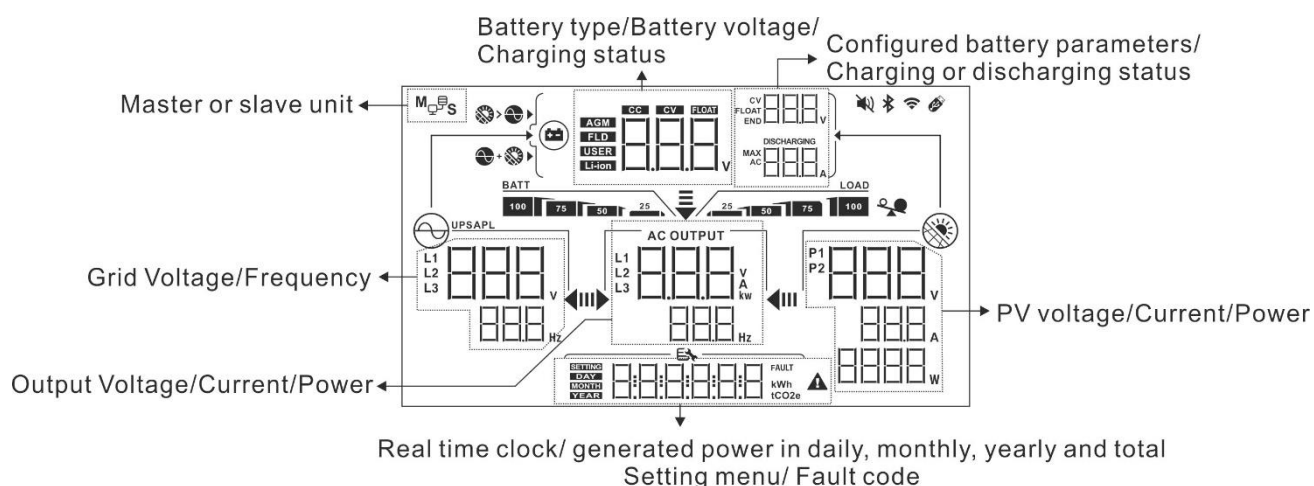 Battery type/Battery voltage/
Charging status
Configured battery parameters/
Charging or discharging status
Master or slave unit
M S
CC CV FLOAT
AGM
FLD
USER
Li-ion
V
CV
FLOAT
END
V
DISCHARGING
MAX
AC
A
BATT
LOAD
100 75 50 25
25 50 75 100
UPSAPL
AC OUTPUT
L1
L2
L3
V
Hz
L1
L2
L3
V
A
kw
Hz
P1
P2
V
A
W
Grid Voltage/Frequency
PV voltage/Current/Power
Output Voltage/Current/Power
SETTING
DAY
MONTH
YEAR
FAULT
kWh
tCO2e
Real time clock/ generated power in daily, monthly, yearly and total
Setting menu/ Fault code